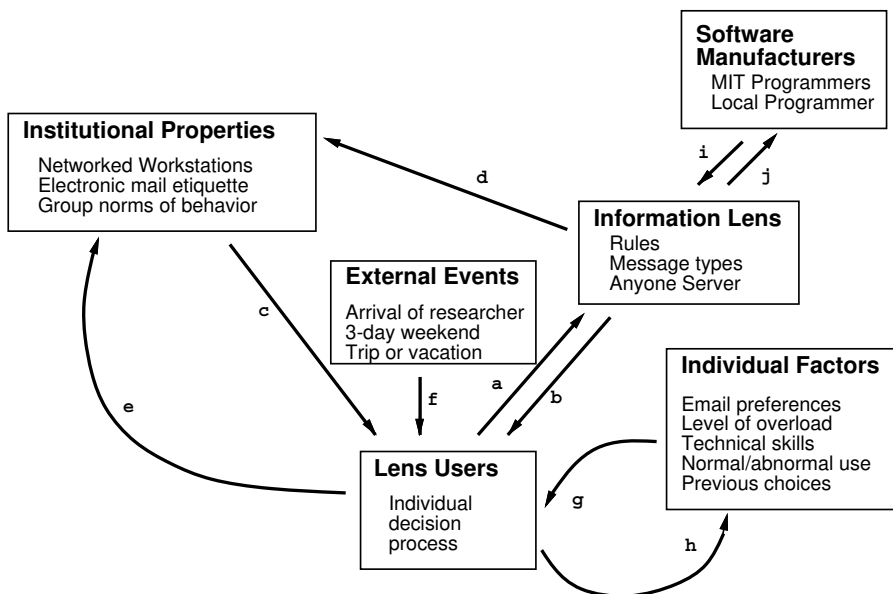 Software
Manufacturers
MIT Programmers
Local Programmer
Institutional Properties
Networked Workstations
Electronic mail etiquette
Group norms of behavior
i
j
d
Information Lens
Rules
Message types
Anyone Server
External Events
Arrival of researcher
3-day weekend
Trip or vacation
c
a
b
f
e
Individual Factors
Email preferences
Level of overload
Technical skills
Normal/abnormal use
Previous choices
Lens Users
Individual
decision
process
g
h